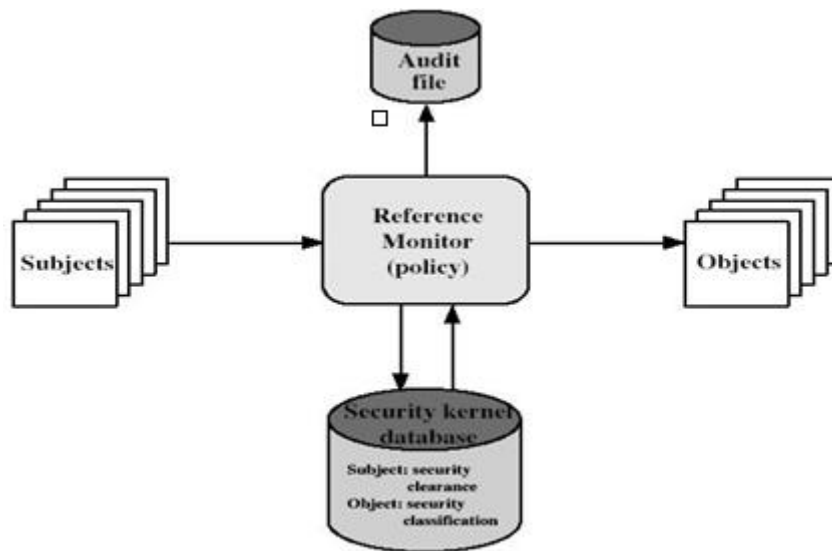 Audit
file
Subjects
Reference
Monitor
(policy)
Objects
Security kernel
database
Subject: security
clearance
Object: security
classification